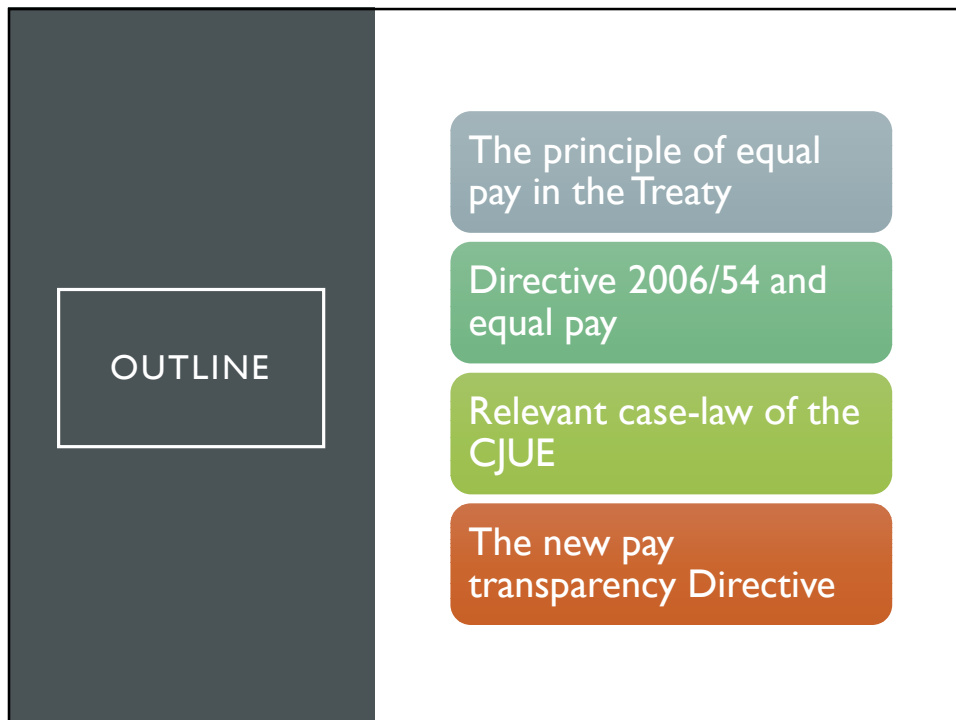 OUTLINE
The principle of equal
pay in the Treaty
Directive 2006/54 and
equal pay
Relevant case-law of the
CJUE
The new pay
transparency Directive